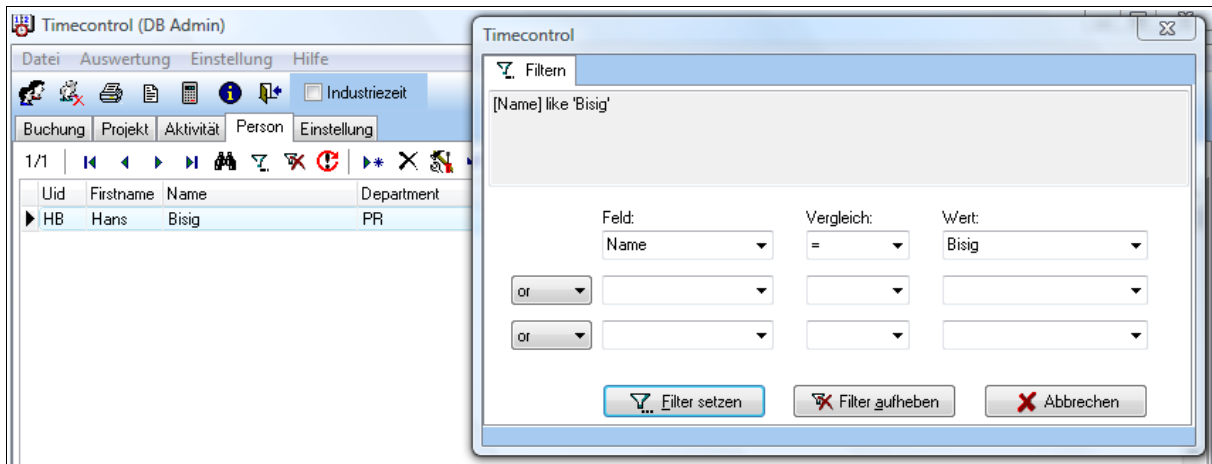 Timecontrol (DB Admin)
Datei Auswertung Einstellung Hilfe
Industriezeit
Buchung Projekt Aktivität Person Einstellung
1/1
Uid Firstname Name Department
HB Hans Bisig PR
Timecontrol
Filtern
[Name] like 'Bisig'
Feld: Vergleich: Wert:
Name = Bisig
or
or
Filter setzen Filter aufheben Abbrechen